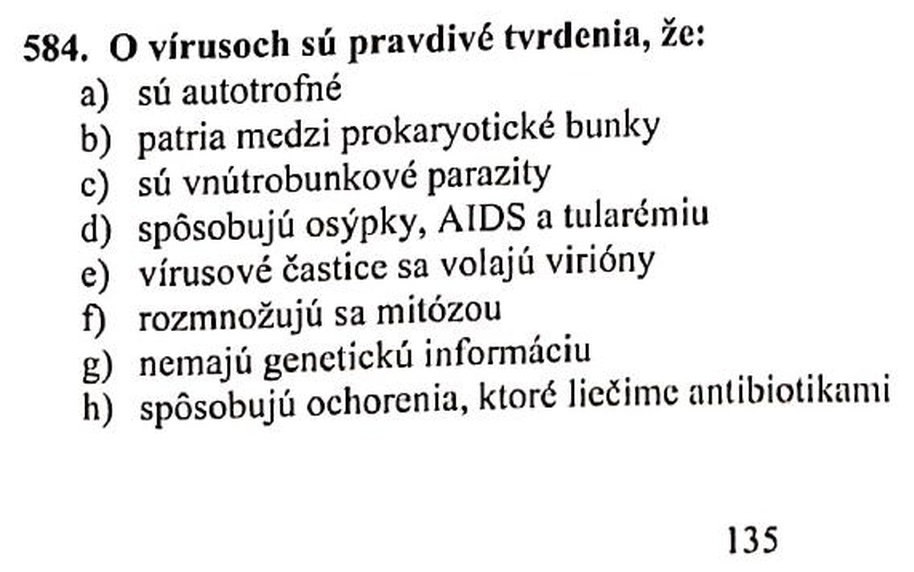 584. O vírusoch sú pravdivé tvrdenia, že:
a) sú autotrofné
b) patria medzi prokaryotické bunky
c) sú vnútrobunkové parazity
d) spôsobujú osýpky, AIDS a tularémiu
e) vírusové častice sa volajú virióny
f) rozmnožujú sa mitózou
g) nemajú genetickú informáciu
h) spôsobujú ochorenia, ktoré liečime antibiotikami
135